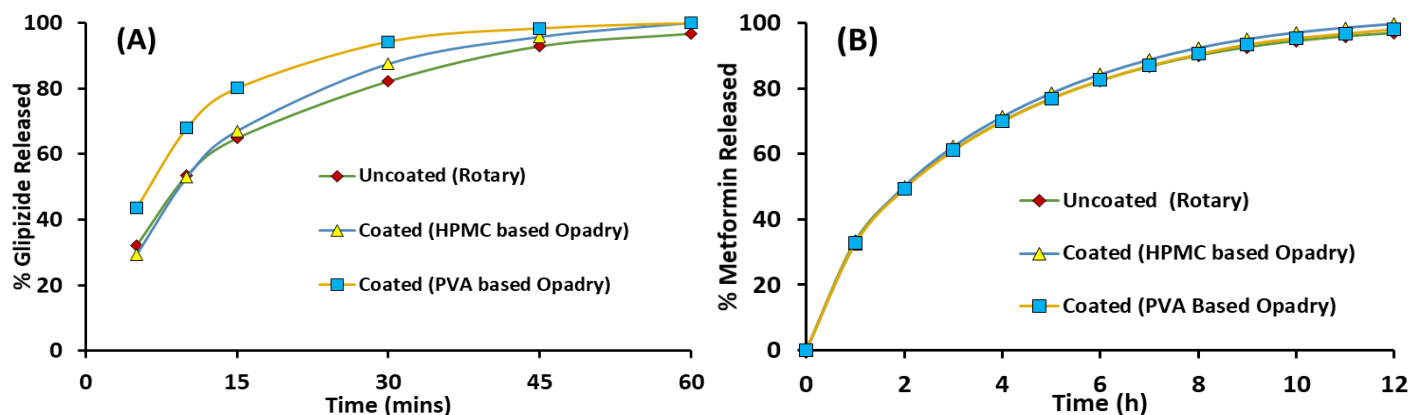 (A)
% Glipizide Released
100
80
60
40
20
0
Uncoated (Rotary)
Coated (HPMC based Opadry)
Coated (PVA based Opadry)
0 15 30 45 60
Time (mins)
(B)
% Metformin Released
100
80
60
40
20
0
Uncoated (Rotary)
Coated (HPMC based Opadry)
Coated (PVA Based Opadry)
0 2 4 6 8 10 12
Time (h)